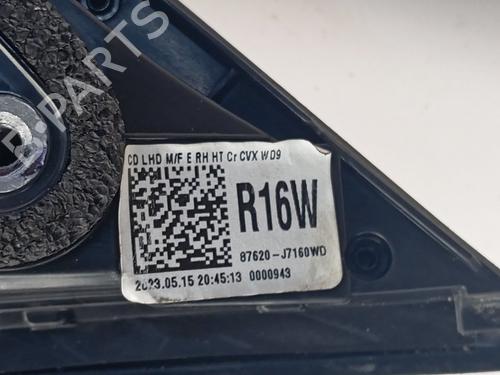 CD LHD M/F E RH HT Cr CVX WD9
R16W
87620-J7160WD
2023.05.15 20:45:13 0000943
B-PARTS